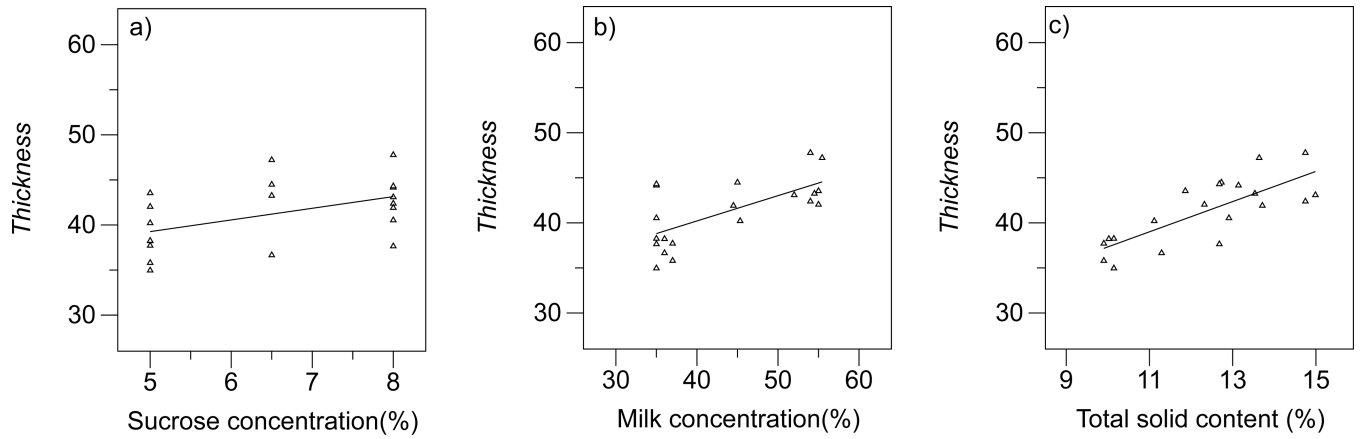 a)
60
50
40
30
Thickness
5 6 7 8
Sucrose concentration(%)
b)
60
50
40
30
Thickness
30 40 50 60
Milk concentration(%)
c)
60
50
40
30
Thickness
9 11 13 15
Total solid content (%)